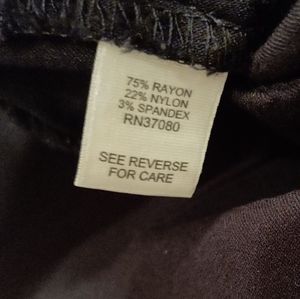 75% RAYON
22% NYLON
3% SPANDEX
RN37080
SEE REVERSE
FOR CARE